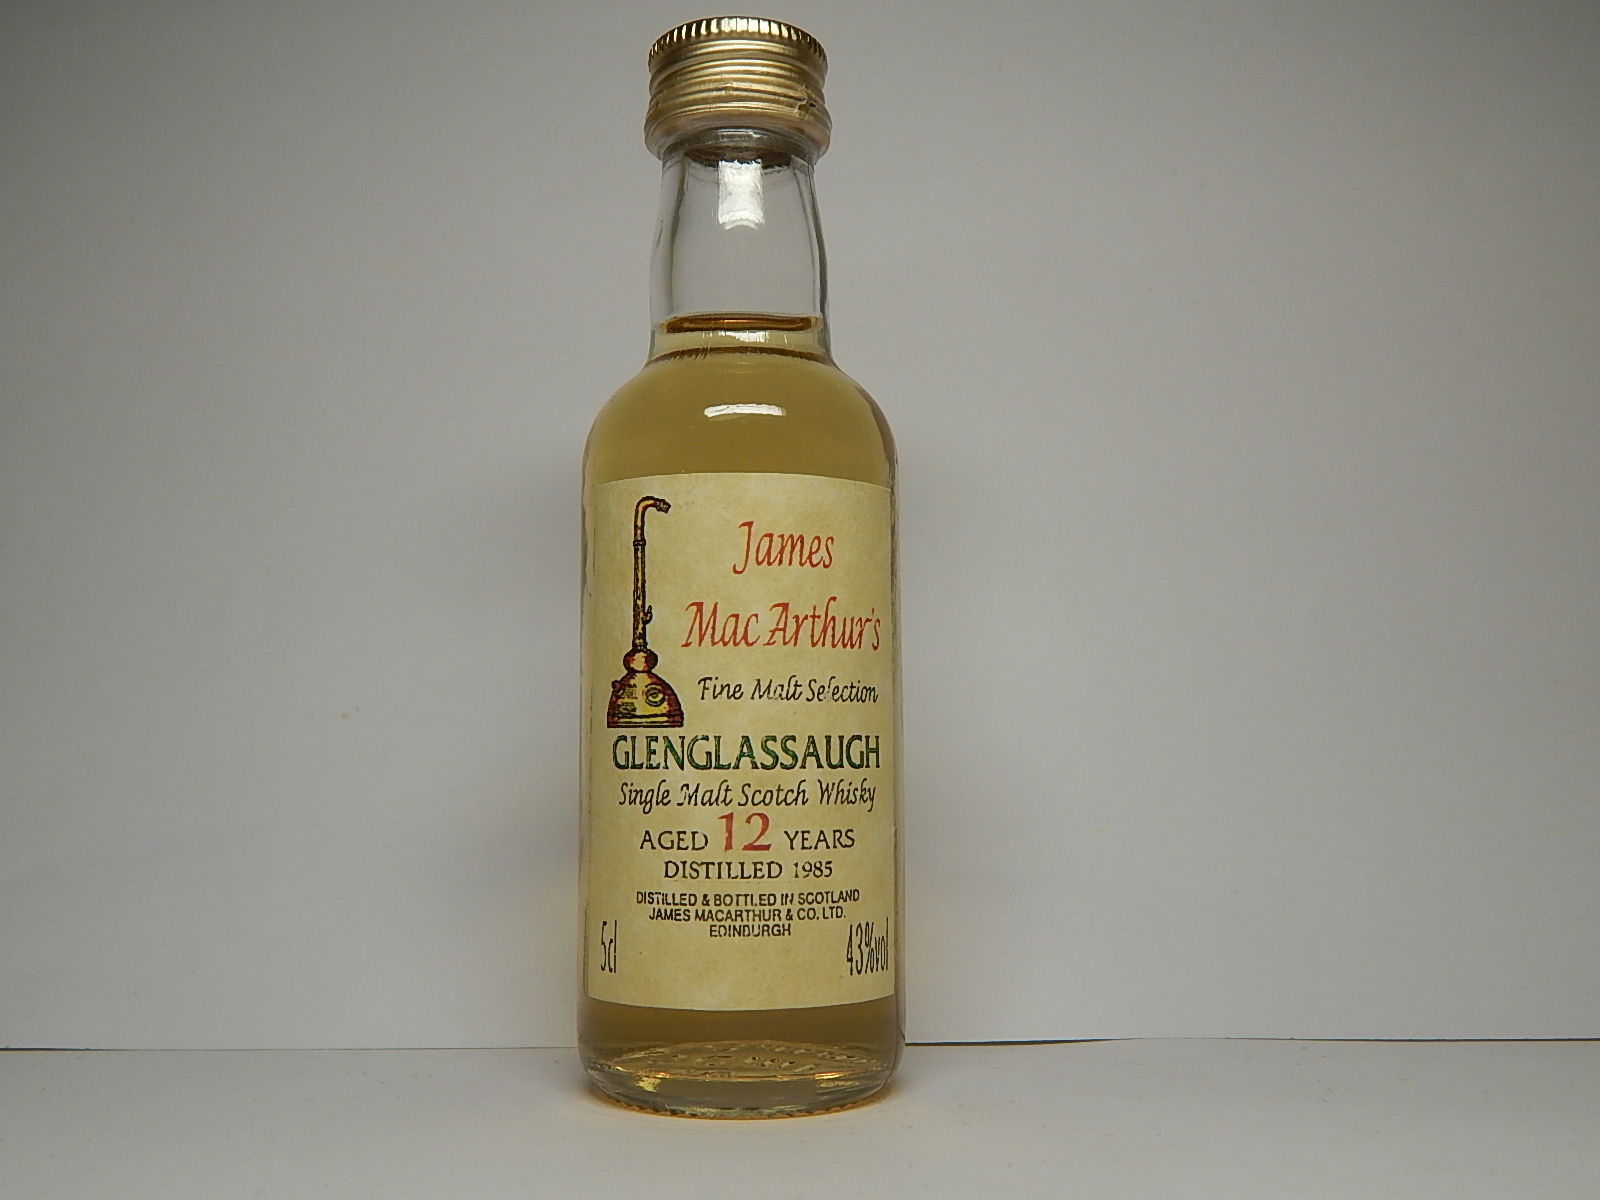 James
MacArthur's
Fine Malt Selection
GLENGLASSAUGH
Single Malt Scotch Whisky
AGED 12 YEARS
DISTILLED 1985
DISTILLED & BOTTLED IN SCOTLAND
JAMES MACARTHUR & CO. LTD.
EDINBURGH
5cl
43%vol